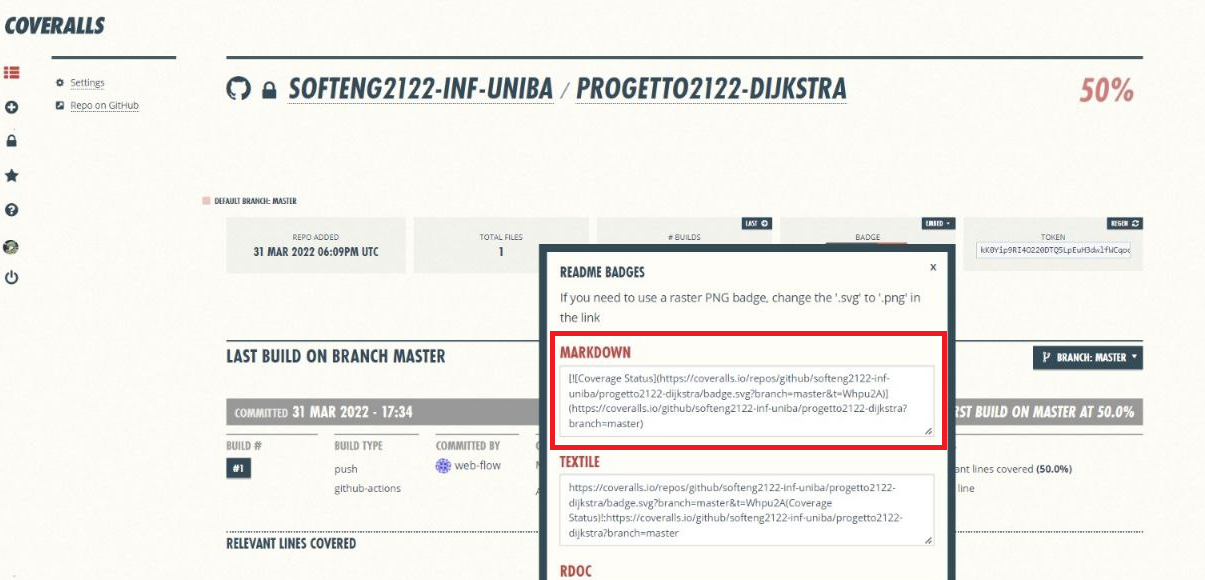 COVERALLS
Settings
Repo on GitHub
SOFTENG2122-INF-UNIBA / PROGETTO2122-DIJKSTRA
50%
DEFAULT BRANCH: MASTER
REPO ADDED
31 MAR 2022 06:09PM UTC
TOTAL FILES
1
LAST
# BUILDS
EMBED
BADGE
REGEN
TOKEN
README BADGES
x
If you need to use a raster PNG badge, change the '.svg' to '.png' in
the link
MARKDOWN
[![Coverage Status](https://coveralls.io/repos/github/softeng2122-inf-
uniba/progetto2122-dijkstra/badge.svg?branch=master&t=Whpu2A)]
(https://coveralls.io/github/softeng2122-inf-uniba/progetto2122-dijkstra?
branch=master)
TEXTILE
https://coveralls.io/repos/github/softeng2122-inf-uniba/progetto2122-
dijkstra/badge.svg?branch=master&t=Whpu2A(Coverage
Status)!:https://coveralls.io/github/softeng2122-inf-uniba/progetto2122-
dijkstra?branch=master
RDOC
LAST BUILD ON BRANCH MASTER
BRANCH: MASTER
COMMITTED 31 MAR 2022 - 17:34
BUILD ON MASTER AT 50.0%
BUILD #
#1
BUILD TYPE
push
github-actions
COMMITTED BY
web-flow
lines covered (50.0%)
line
RELEVANT LINES COVERED